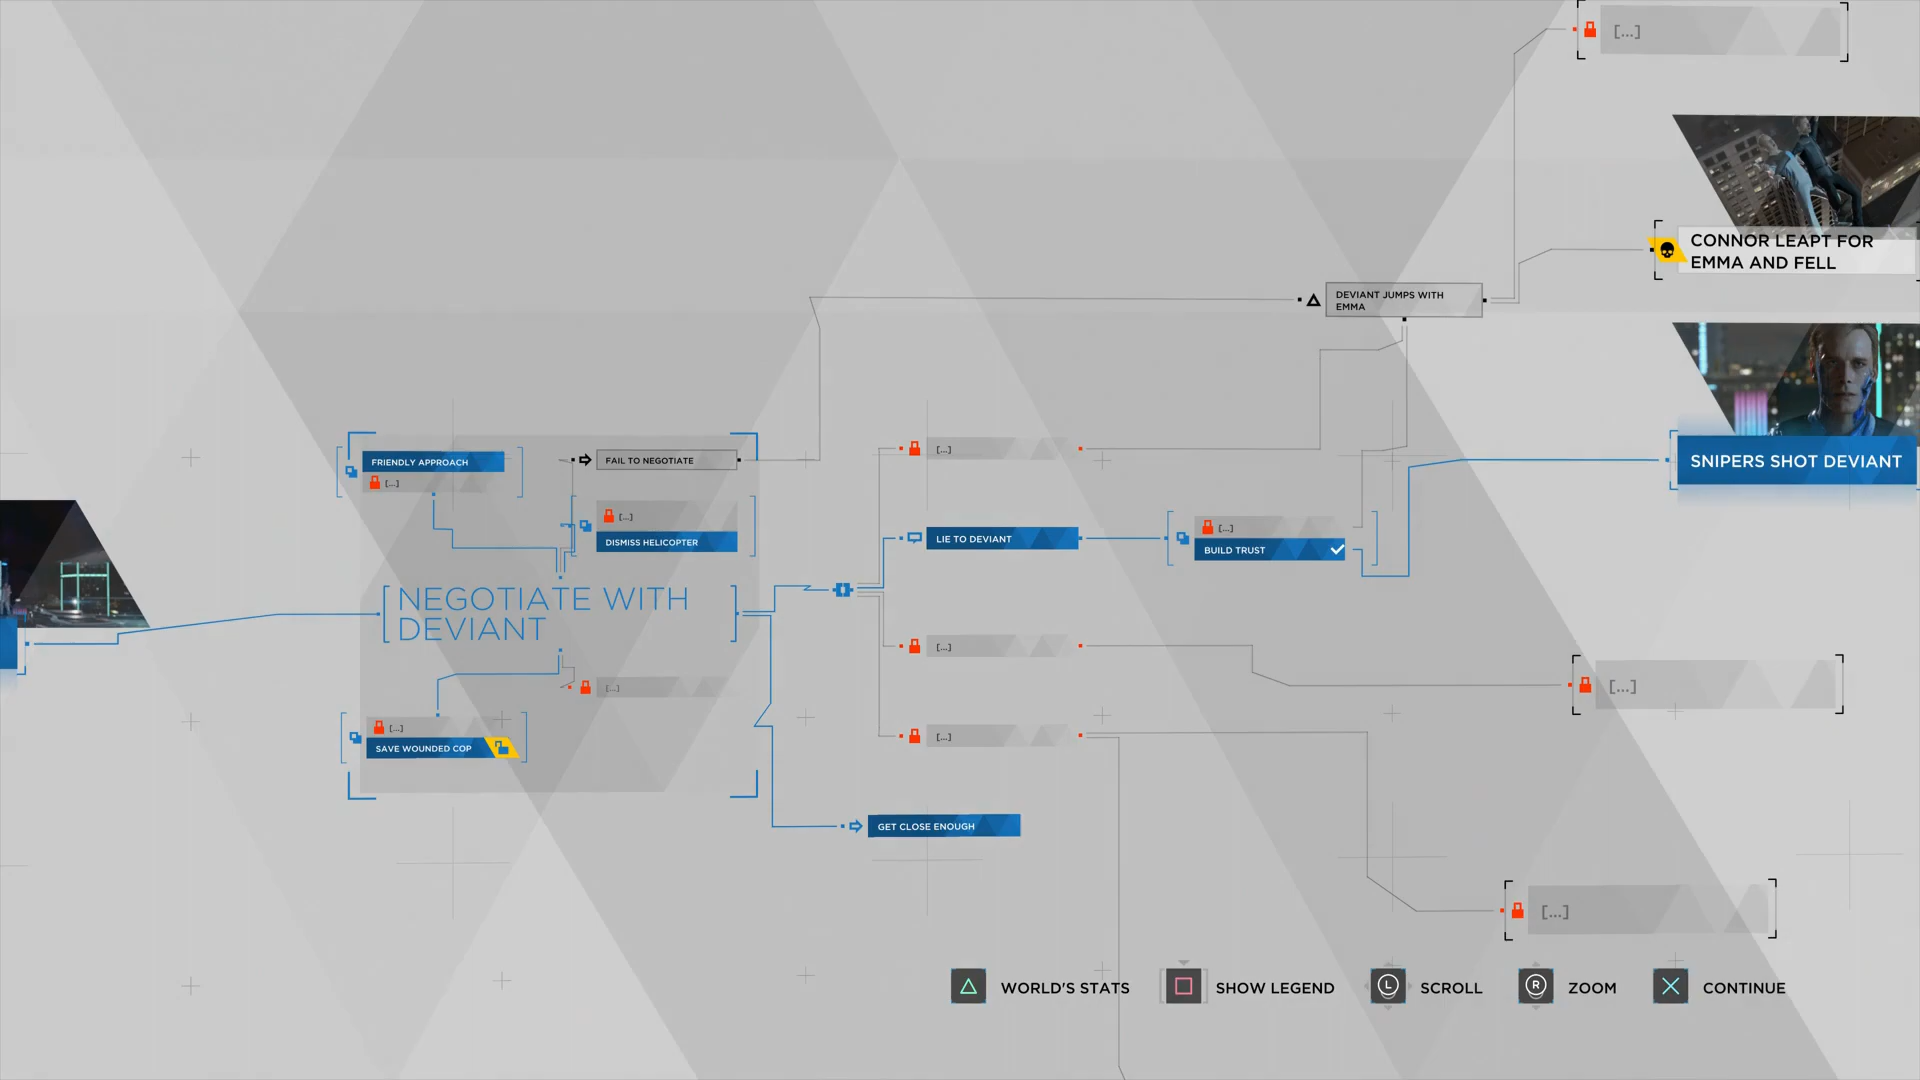 [...]
CONNOR LEAPT FOR
EMMA AND FELL
DEVIANT JUMPS WITH
EMMA
FRIENDLY APPROACH
[...]
FAIL TO NEGOTIATE
[...]
DISMISS HELICOPTER
[...]
SNIPERS SHOT DEVIANT
LIE TO DEVIANT
[...]
BUILD TRUST
NEGOTIATE WITH
DEVIANT
[...]
[...]
[...]
[...]
SAVE WOUNDED COP
[...]
GET CLOSE ENOUGH
[...]
WORLD'S STATS
SHOW LEGEND
L
SCROLL
R
ZOOM
CONTINUE